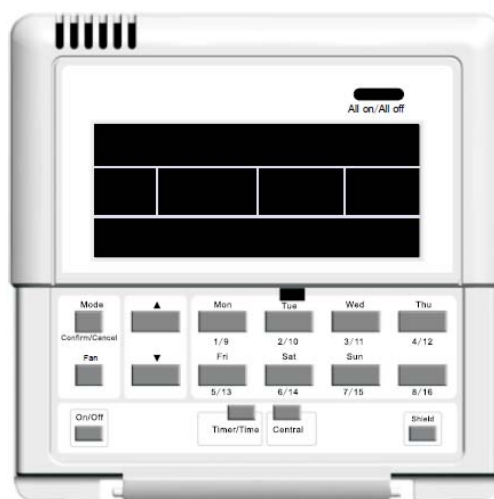 All on/All off
Mode ▲ Mon Tue Wed Thu
Confirm/Cancel 1/9 2/10 3/11 4/12
Fan ▼ Fri Sat Sun
5/13 6/14 7/15 8/16
On/Off Timer/Time Central Shield